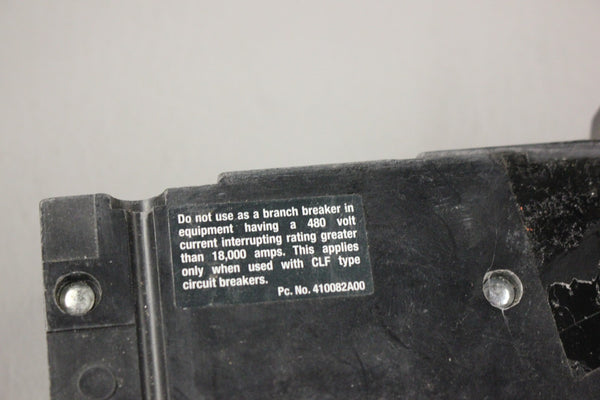 Do not use as a branch breaker in
equipment having a 480 volt
current interrupting rating greater
than 18,000 amps. This applies
only when used with CLF type
circuit breakers.
Pc. No. 410082A00